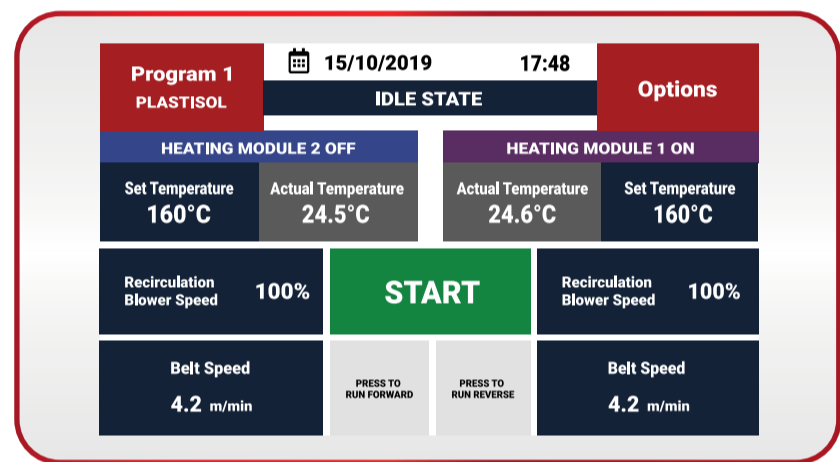 Program 1
PLASTISOL
15/10/2019 17:48
IDLE STATE
Options
HEATING MODULE 2 OFF
HEATING MODULE 1 ON
Set Temperature
160°C
Actual Temperature
24.5°C
Actual Temperature
24.6°C
Set Temperature
160°C
Recirculation
Blower Speed
100%
START
Recirculation
Blower Speed
100%
Belt Speed
4.2 m/min
PRESS TO
RUN FORWARD
PRESS TO
RUN REVERSE
Belt Speed
4.2 m/min